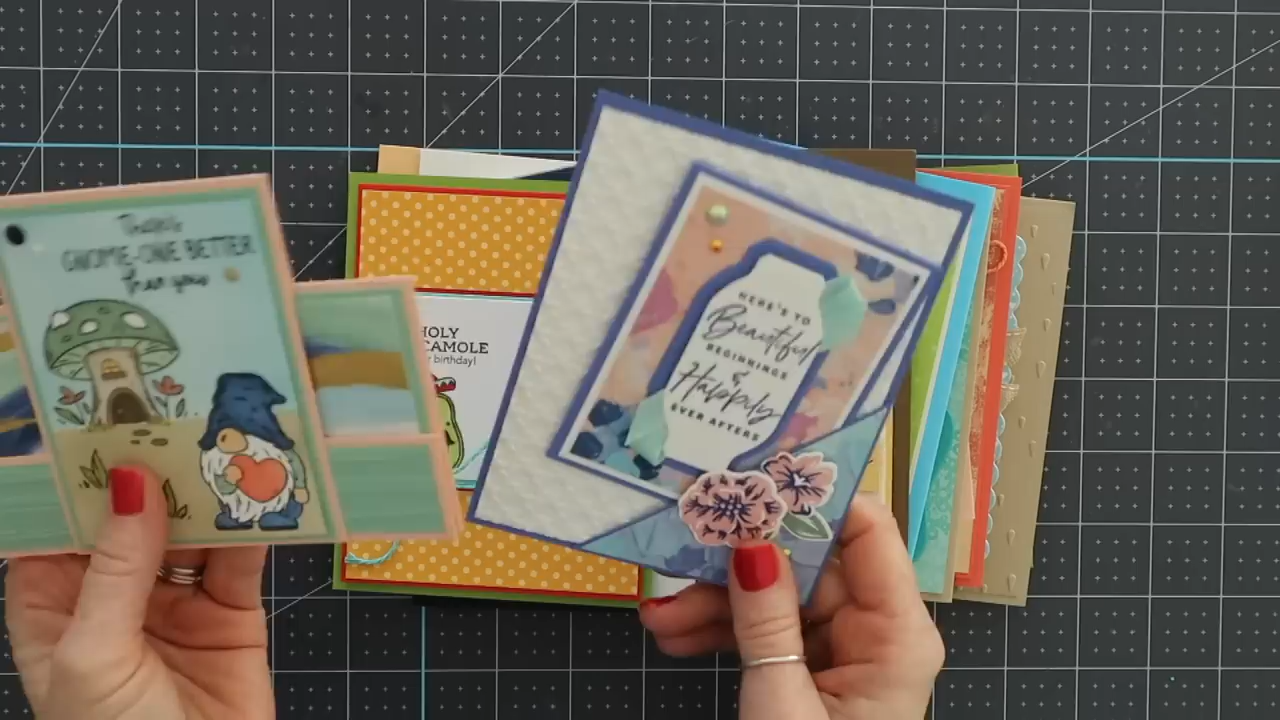 There's
GNOME-ONE BETTER
than you
HOLY
CAMOLE
birthday!
HERE'S TO
Beautiful
BEGINNINGS
&
Happily
EVER AFTERS